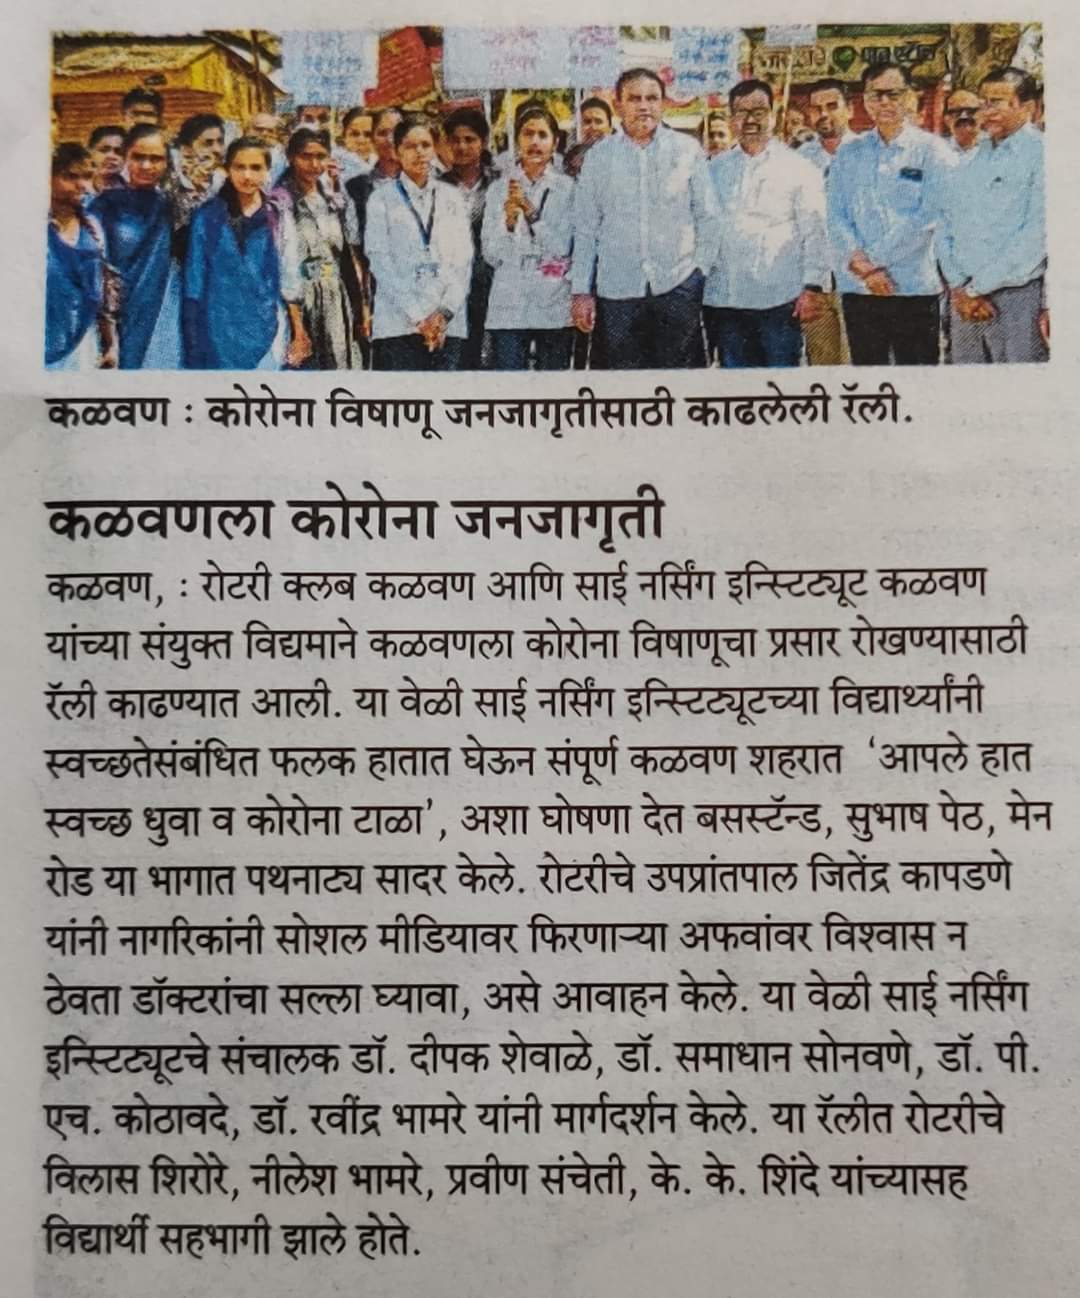 कळवण : कोरोना विषाणू जनजागृतीसाठी काढलेली रॅली.
कळवणला कोरोना जनजागृती
कळवण, : रोटरी क्लब कळवण आणि साई नर्सिंग इन्स्टिट्यूट कळवण
यांच्या संयुक्त विद्यमाने कळवणला कोरोना विषाणूचा प्रसार रोखण्यासाठी
रॅली काढण्यात आली. या वेळी साई नर्सिंग इन्स्टिट्यूटच्या विद्यार्थ्यांनी
स्वच्छतेसंबंधित फलक हातात घेऊन संपूर्ण कळवण शहरात ‘आपले हात
स्वच्छ धुवा व कोरोना टाळा’, अशा घोषणा देत बसस्टॅन्ड, सुभाष पेठ, मेन
रोड या भागात पथनाट्य सादर केले. रोटरीचे उपप्रांतपाल जितेंद्र कापडणे
यांनी नागरिकांनी सोशल मीडियावर फिरणाऱ्या अफवांवर विश्वास न
ठेवता डॉक्टरांचा सल्ला घ्यावा, असे आवाहन केले. या वेळी साई नर्सिंग
इन्स्टिट्यूटचे संचालक डॉ. दीपक शेवाळे, डॉ. समाधान सोनवणे, डॉ. पी.
एच. कोठावदे, डॉ. रवींद्र भामरे यांनी मार्गदर्शन केले. या रॅलीत रोटरीचे
विलास शिरोरे, नीलेश भामरे, प्रवीण संचेती, के. के. शिंदे यांच्यासह
विद्यार्थी सहभागी झाले होते.